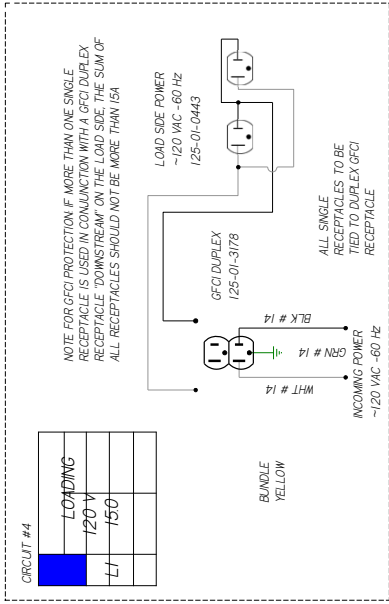 CIRCUIT #4
LOADING
120 V
L1 15.0
NOTE FOR GFCI PROTECTION IF MORE THAN ONE SINGLE
RECEPTACLE IS USED IN CONJUNCTION WITH A GFCI DUPLEX
RECEPTACLE "DOWNSTREAM" ON THE LOAD SIDE, THE SUM OF
ALL RECEPTACLES SHOULD NOT BE MORE THAN 15A
LOAD SIDE POWER
~120 VAC -60 Hz
125-01-0443
GFCI DUPLEX
125-01-3178
BUNDLE
YELLOW
WHT # 14
GRN # 14
BLK # 14
INCOMING POWER
~120 VAC -60 Hz
ALL SINGLE
RECEPTACLES TO BE
TIED TO DUPLEX GFCI
RECEPTACLE